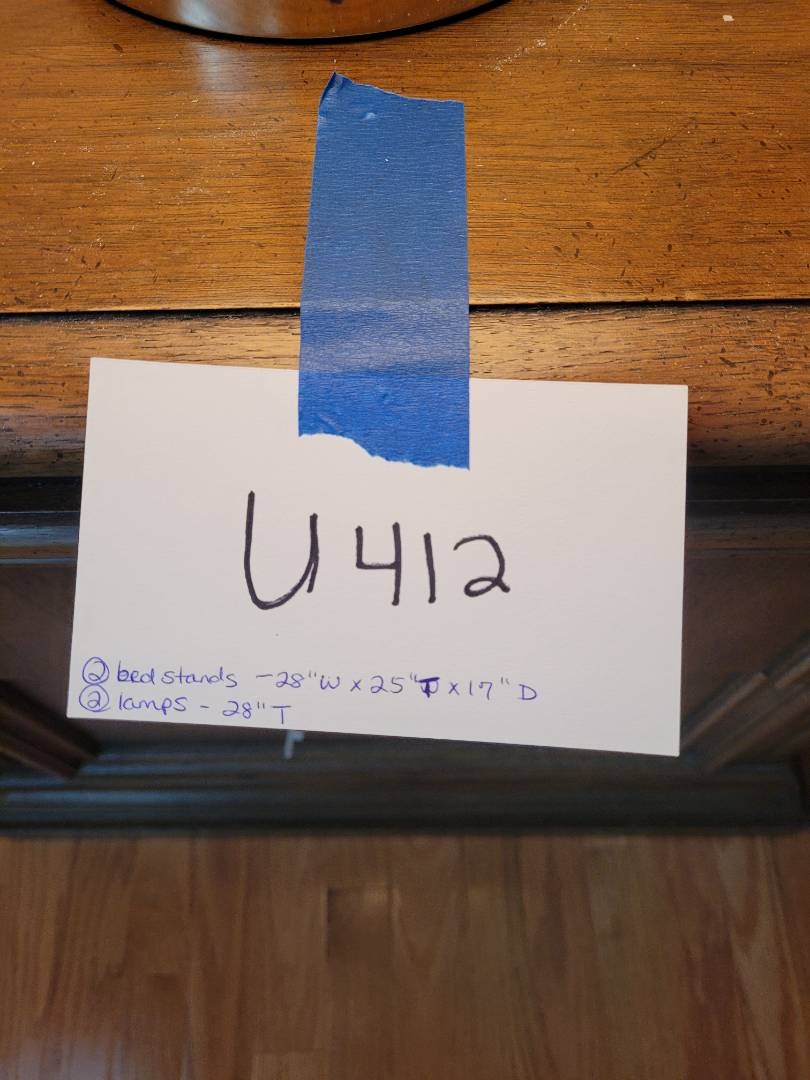 U412
② bed stands - 28"W x 25"T x 17"D
② lamps - 28"T